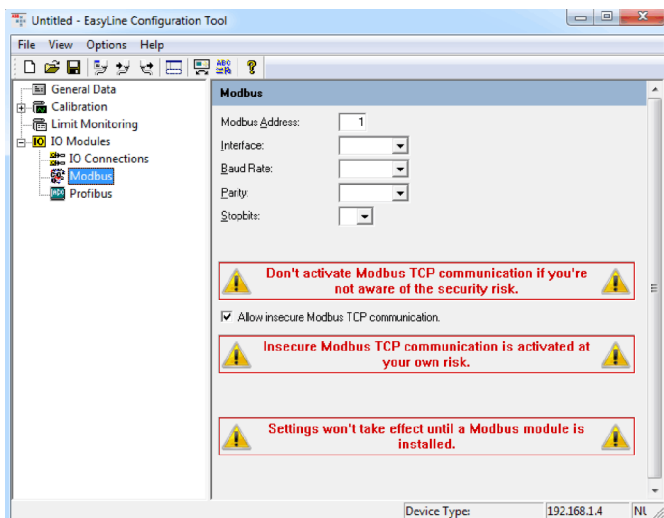 Untitled - EasyLine Configuration Tool
File View Options Help
General Data
Calibration
Limit Monitoring
IO IO Modules
IO Connections
Modbus
Profibus
Modbus
Modbus Address: 1
Interface:
Baud Rate:
Parity:
Stopbits:
Don't activate Modbus TCP communication if you're
not aware of the security risk.
Allow insecure Modbus TCP communication.
Insecure Modbus TCP communication is activated at
your own risk.
Settings won't take effect until a Modbus module is
installed.
Device Type: 192.168.1.4